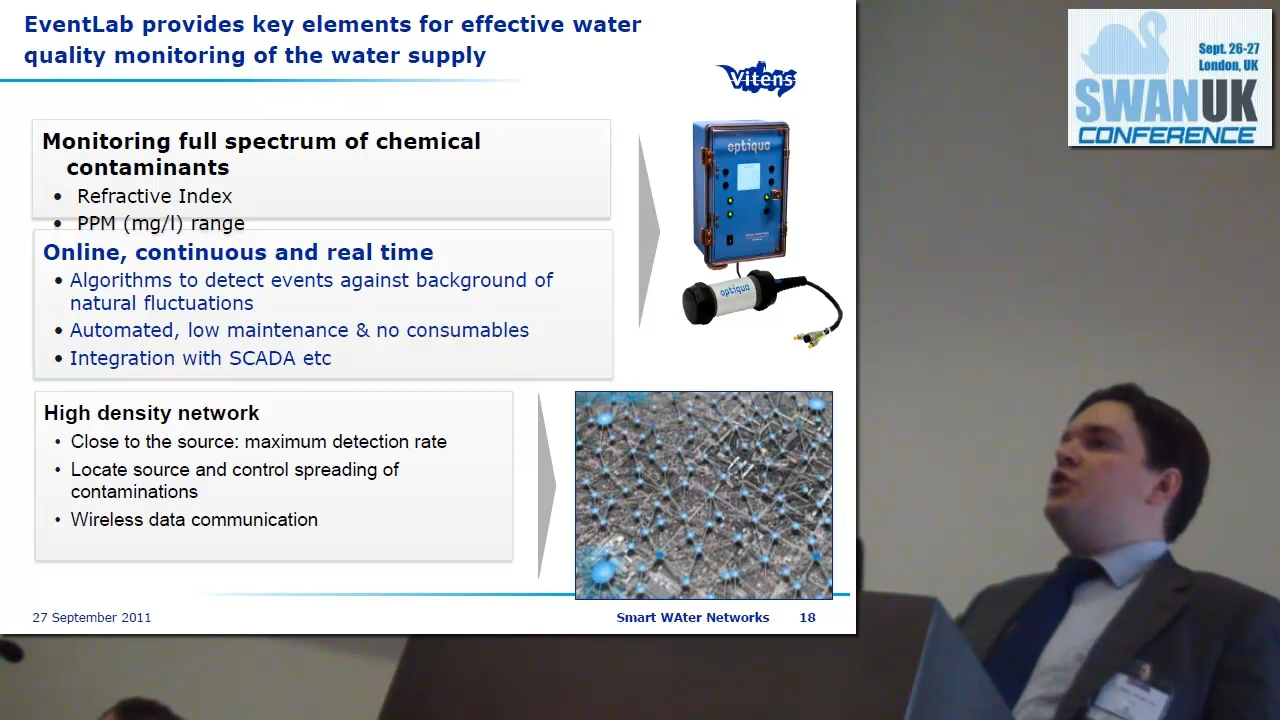 EventLab provides key elements for effective water
quality monitoring of the water supply
Vitens
Monitoring full spectrum of chemical
contaminants
• Refractive Index
• PPM (mg/l) range
Online, continuous and real time
• Algorithms to detect events against background of
natural fluctuations
• Automated, low maintenance & no consumables
• Integration with SCADA etc
High density network
• Close to the source: maximum detection rate
• Locate source and control spreading of
contaminations
• Wireless data communication
optiqua
optiqua
27 September 2011
Smart WAter Networks
18
Sept. 26-27
London, UK
SWANUK
CONFERENCE